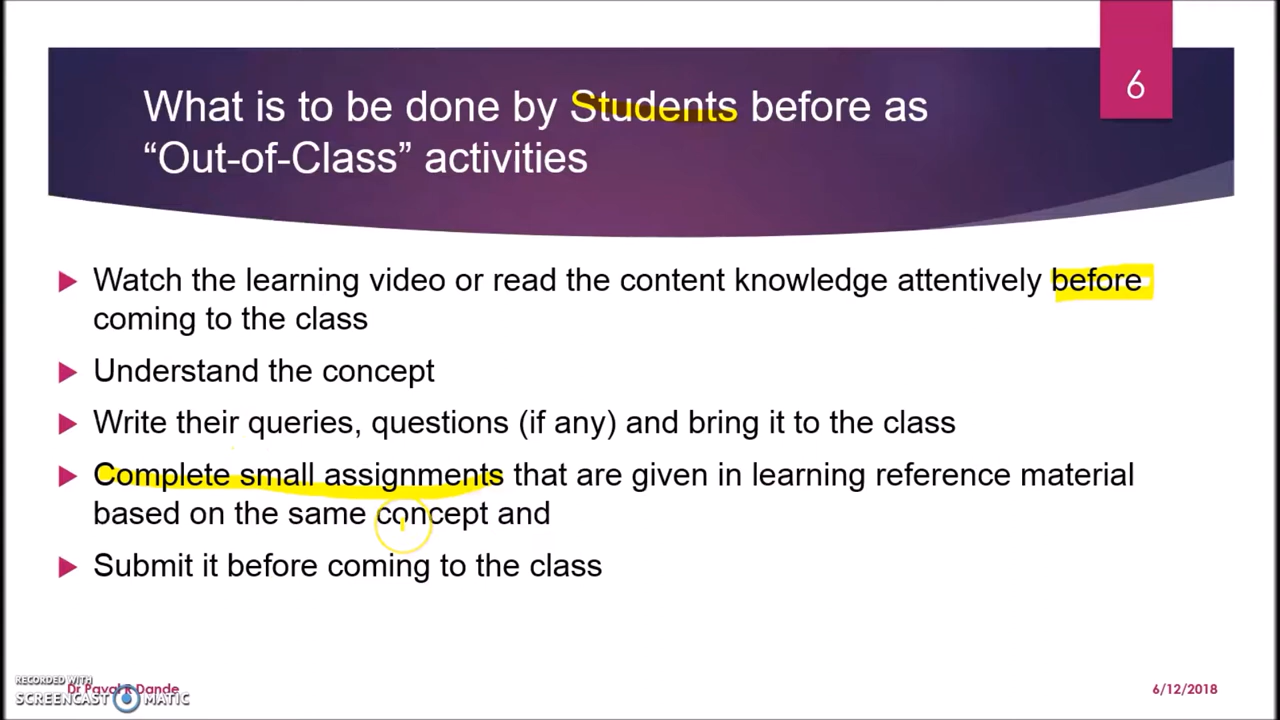 6
What is to be done by Students before as
“Out-of-Class” activities
Watch the learning video or read the content knowledge attentively before
coming to the class
Understand the concept
Write their queries, questions (if any) and bring it to the class
Complete small assignments that are given in learning reference material
based on the same concept and
Submit it before coming to the class
RECORDED WITH
SCREENCAST MATIC
Dr Dande
6/12/2018